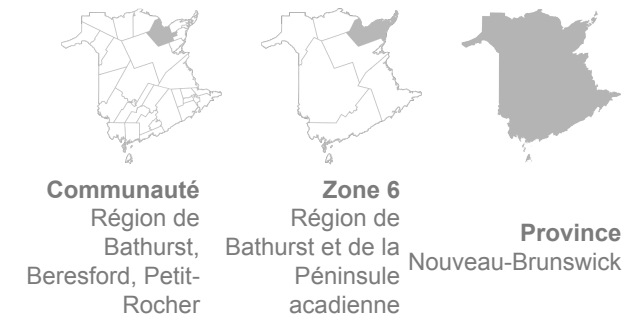 Communauté
Région de
Bathurst,
Beresford, Petit-
Rocher
Zone 6
Région de
Bathurst et de la
Péninsule
acadienne
Province
Nouveau-Brunswick